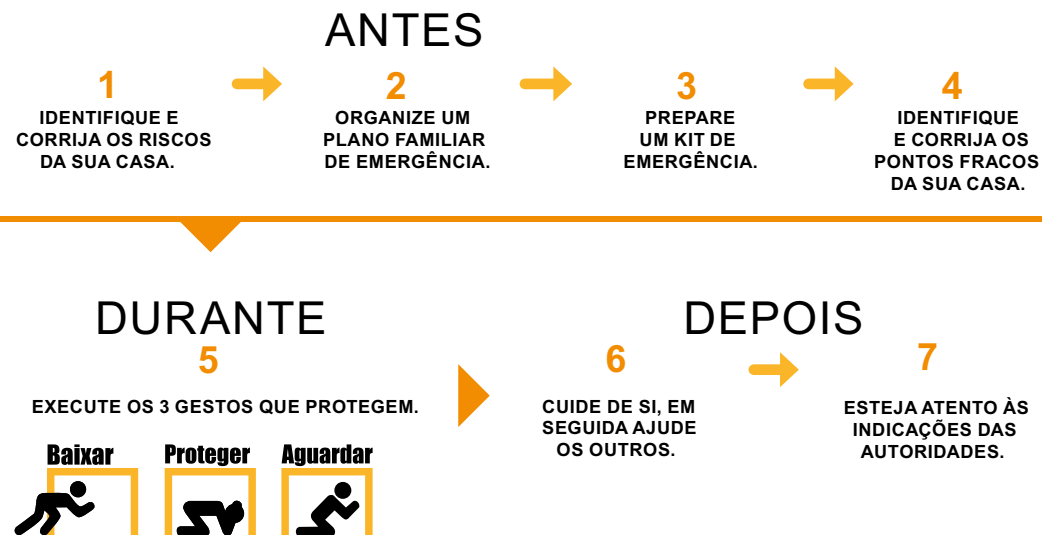 ANTES
1
IDENTIFIQUE E
CORRIJA OS RISCOS
DA SUA CASA.
2
ORGANIZE UM
PLANO FAMILIAR
DE EMERGÊNCIA.
3
PREPARE
UM KIT DE
EMERGÊNCIA.
4
IDENTIFIQUE
E CORRIJA OS
PONTOS FRACOS
DA SUA CASA.
DURANTE
5
EXECUTE OS 3 GESTOS QUE PROTEGEM.
Baixar
Proteger
Aguardar
DEPOIS
6
CUIDE DE SI, EM
SEGUIDA AJUDE
OS OUTROS.
7
ESTEJA ATENTO ÀS
INDICAÇÕES DAS
AUTORIDADES.